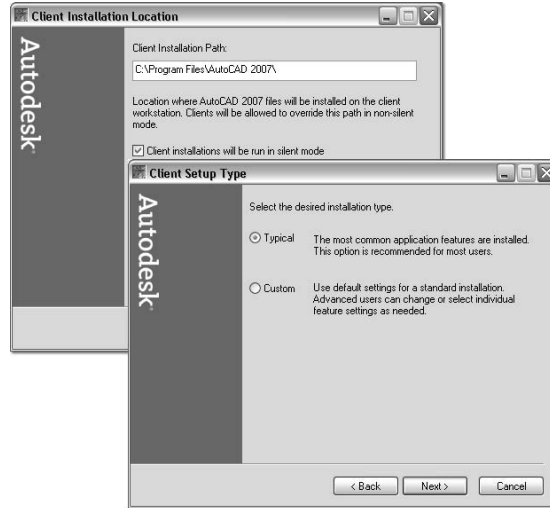 Client Installation Location
Autodesk
Client Installation Path:
C:\Program Files\AutoCAD 2007\
Location where AutoCAD 2007 files will be installed on the client
workstation. Clients will be allowed to override this path in non-silent
mode.
Client installations will be run in silent mode
Client Setup Type
Autodesk
Select the desired installation type.
Typical
The most common application features are installed.
This option is recommended for most users.
Custom
Use default settings for a standard installation.
Advanced users can change or select individual
feature settings as needed.
< Back
Next >
Cancel